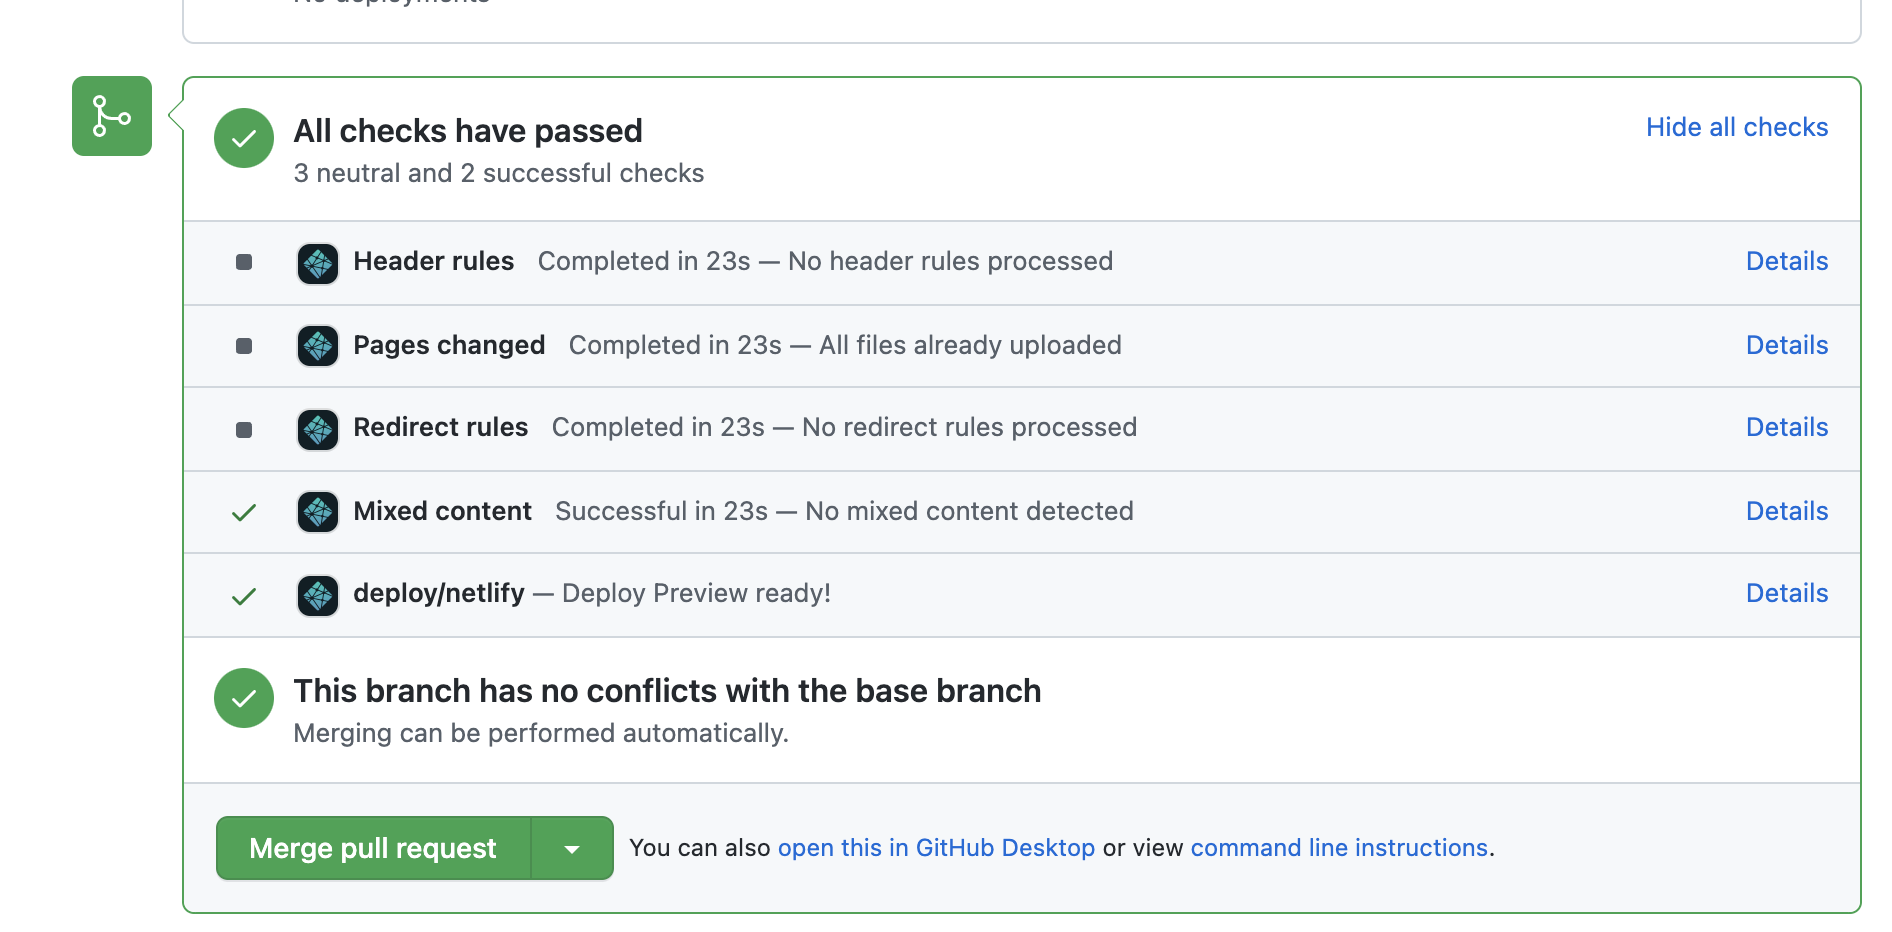 No deployments
All checks have passed
Hide all checks
3 neutral and 2 successful checks
Header rules Completed in 23s — No header rules processed Details
Pages changed Completed in 23s — All files already uploaded Details
Redirect rules Completed in 23s — No redirect rules processed Details
Mixed content Successful in 23s — No mixed content detected Details
deploy/netlify — Deploy Preview ready! Details
This branch has no conflicts with the base branch
Merging can be performed automatically.
Merge pull request You can also open this in GitHub Desktop or view command line instructions.